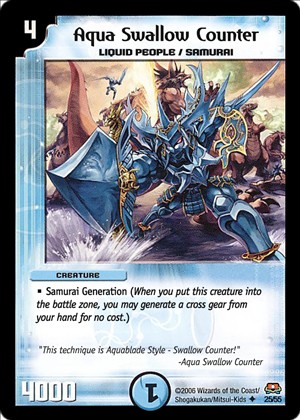 4 Aqua Swallow Counter
LIQUID PEOPLE / SAMURAI
CREATURE
▪ Samurai Generation (When you put this creature into
the battle zone, you may generate a cross gear from
your hand for no cost.)
"This technique is Aquablade Style - Swallow Counter!"
-Aqua Swallow Counter
4000
©2006 Wizards of the Coast/
Shogakukan/Mitsui-Kids ♦ 25/55